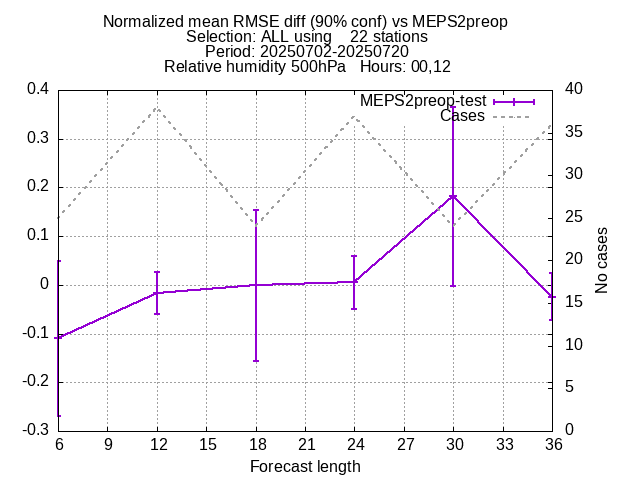 Normalized mean RMSE diff (90% conf) vs MEPS2preop
Selection: ALL using    22 stations
Period: 20250702-20250720
Relative humidity 500hPa   Hours: 00,12
MEPS2preop-test
Cases
0.4
0.3
0.2
0.1
0
-0.1
-0.2
-0.3
40
35
30
25
20
15
10
5
0
No cases
6 9 12 15 18 21 24 27 30 33 36
Forecast length